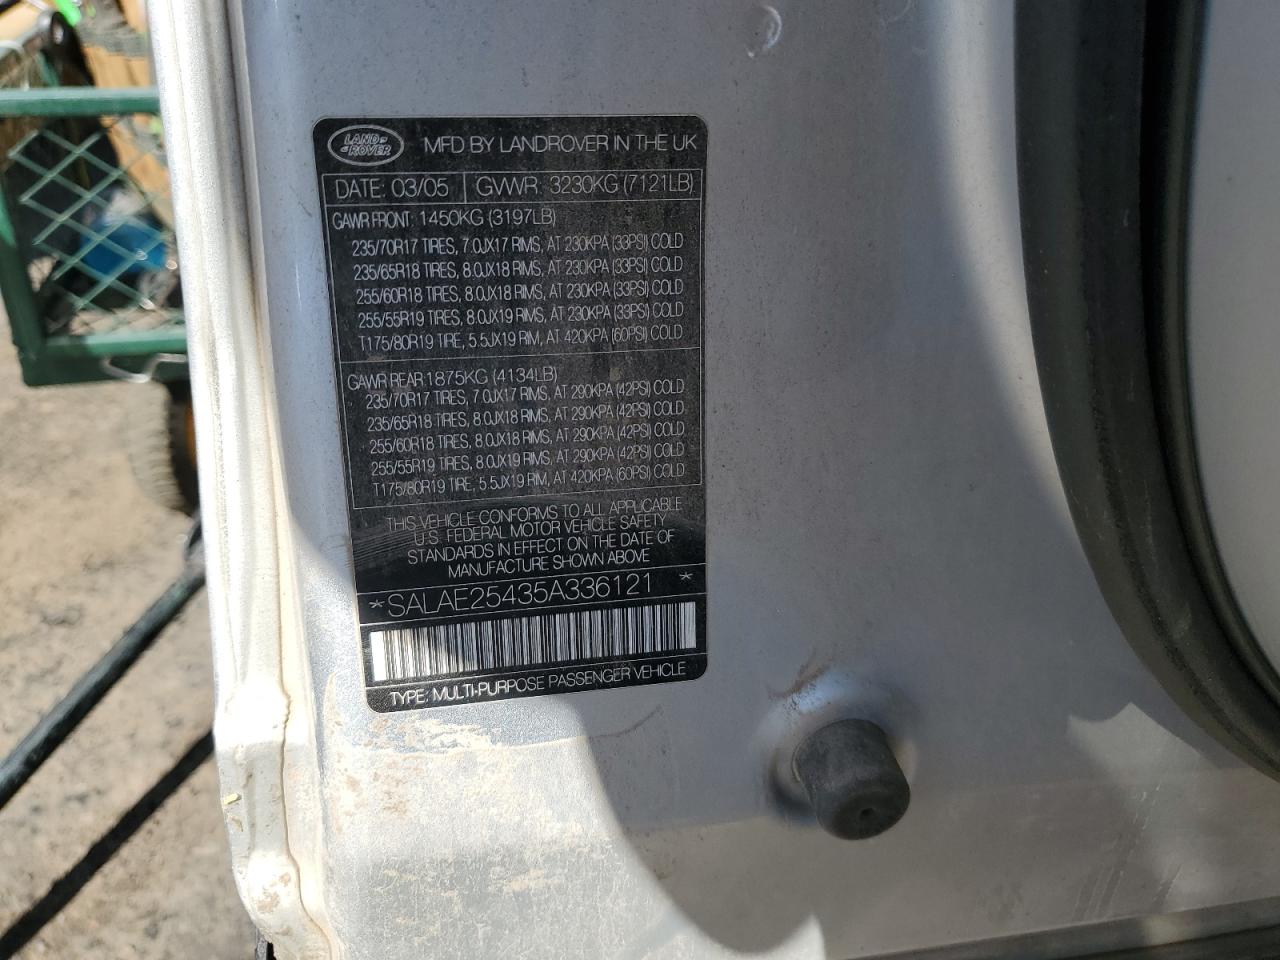 LAND ROVER
MFD BY LANDROVER IN THE UK
DATE: 03/05 GVWR: 3230KG (7121LB)
GAWR FRONT: 1450KG (3197LB)
235/70R17 TIRES, 7.0JX17 RIMS, AT 230KPA (33PSI) COLD
235/65R18 TIRES, 8.0JX18 RIMS, AT 230KPA (33PSI) COLD
255/60R18 TIRES, 8.0JX18 RIMS, AT 230KPA (33PSI) COLD
255/55R19 TIRES, 8.0JX19 RIMS, AT 230KPA (33PSI) COLD
T175/80R19 TIRE, 5.5JX19 RIM, AT 420KPA (60PSI) COLD
GAWR REAR 1875KG (4134LB)
235/70R17 TIRES, 7.0JX17 RIMS, AT 290KPA (42PSI) COLD
235/65R18 TIRES, 8.0JX18 RIMS, AT 290KPA (42PSI) COLD
255/60R18 TIRES, 8.0JX18 RIMS, AT 290KPA (42PSI) COLD
255/55R19 TIRES, 8.0JX19 RIMS, AT 290KPA (42PSI) COLD
T175/80R19 TIRE, 5.5JX19 RIM, AT 420KPA (60PSI) COLD
THIS VEHICLE CONFORMS TO ALL APPLICABLE
U.S. FEDERAL MOTOR VEHICLE SAFETY
STANDARDS IN EFFECT ON THE DATE OF
MANUFACTURE SHOWN ABOVE
*SALAE25435A336121 *
TYPE: MULTI-PURPOSE PASSENGER VEHICLE